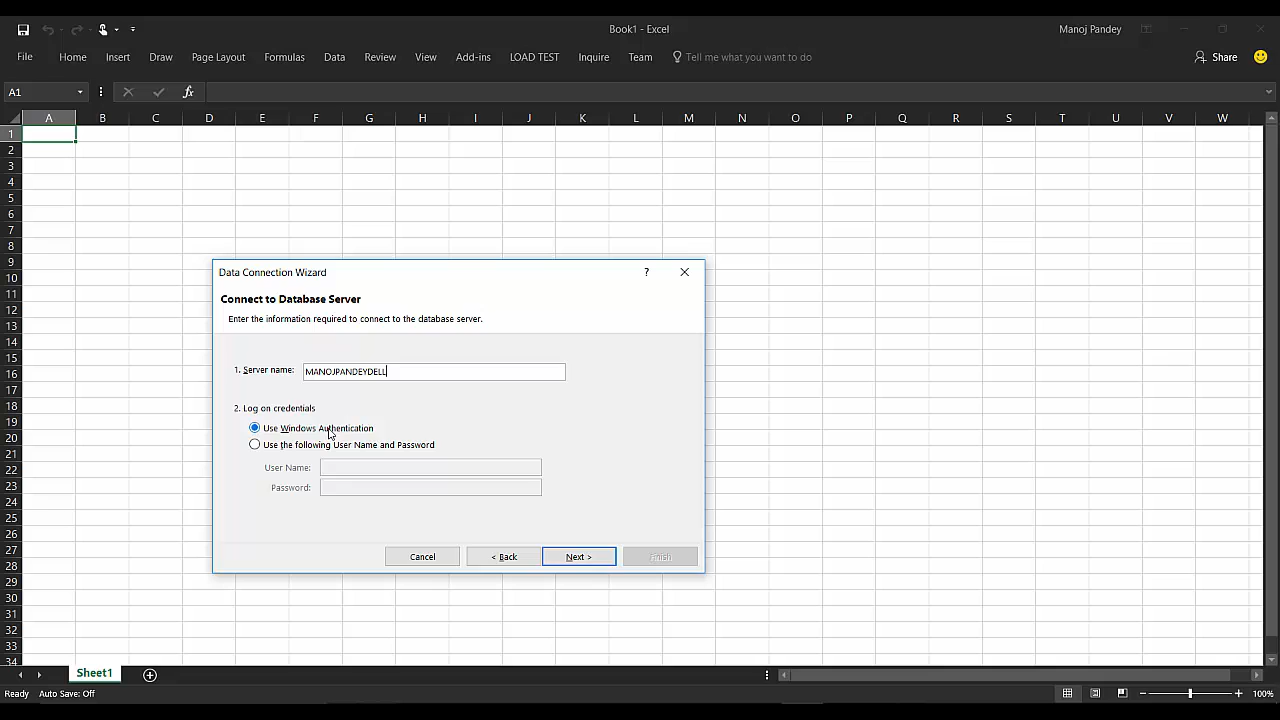 Book1 - Excel
Manoj Pandey
File Home Insert Draw Page Layout Formulas Data Review View Add-ins LOAD TEST Inquire Team Tell me what you want to do Share
A1 fx
A B C D E F G H I J K L M N O P Q R S T U V W
1
2
3
4
5
6
7
8
9
10
11
12
13
14
15
16
17
18
19
20
21
22
23
24
25
26
27
28
29
30
31
32
33
34
Data Connection Wizard ?
Connect to Database Server
Enter the information required to connect to the database server.
1. Server name: MANOJPANDEYDELL
2. Log on credentials
Use Windows Authentication
Use the following User Name and Password
User Name:
Password:
Cancel < Back Next > Finish
Sheet1
Ready Auto Save: Off 100%